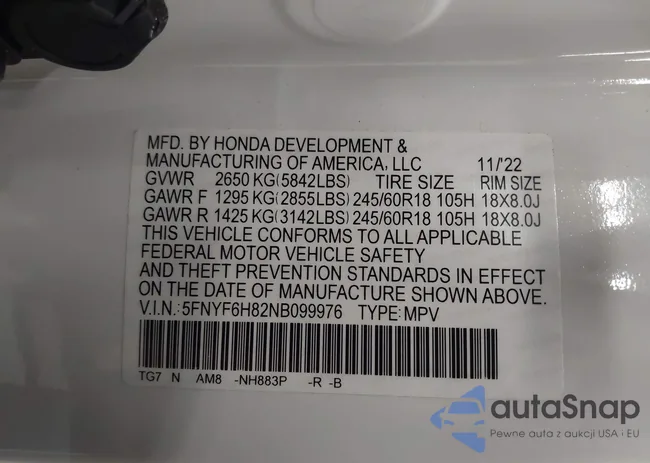 MFD. BY HONDA DEVELOPMENT &
MANUFACTURING OF AMERICA, LLC 11/'22
GVWR 2650 KG(5842LBS) TIRE SIZE RIM SIZE
GAWR F 1295 KG(2855LBS) 245/60R18 105H 18X8.0J
GAWR R 1425 KG(3142LBS) 245/60R18 105H 18X8.0J
THIS VEHICLE CONFORMS TO ALL APPLICABLE
FEDERAL MOTOR VEHICLE SAFETY
AND THEFT PREVENTION STANDARDS IN EFFECT
ON THE DATE OF MANUFACTURE SHOWN ABOVE.
V.I.N.: 5FNYF6H82NB099976 TYPE: MPV
TG7 N AM8 -NH883P -R -B
autaSnap
Pewne auta z aukcji USA i EU